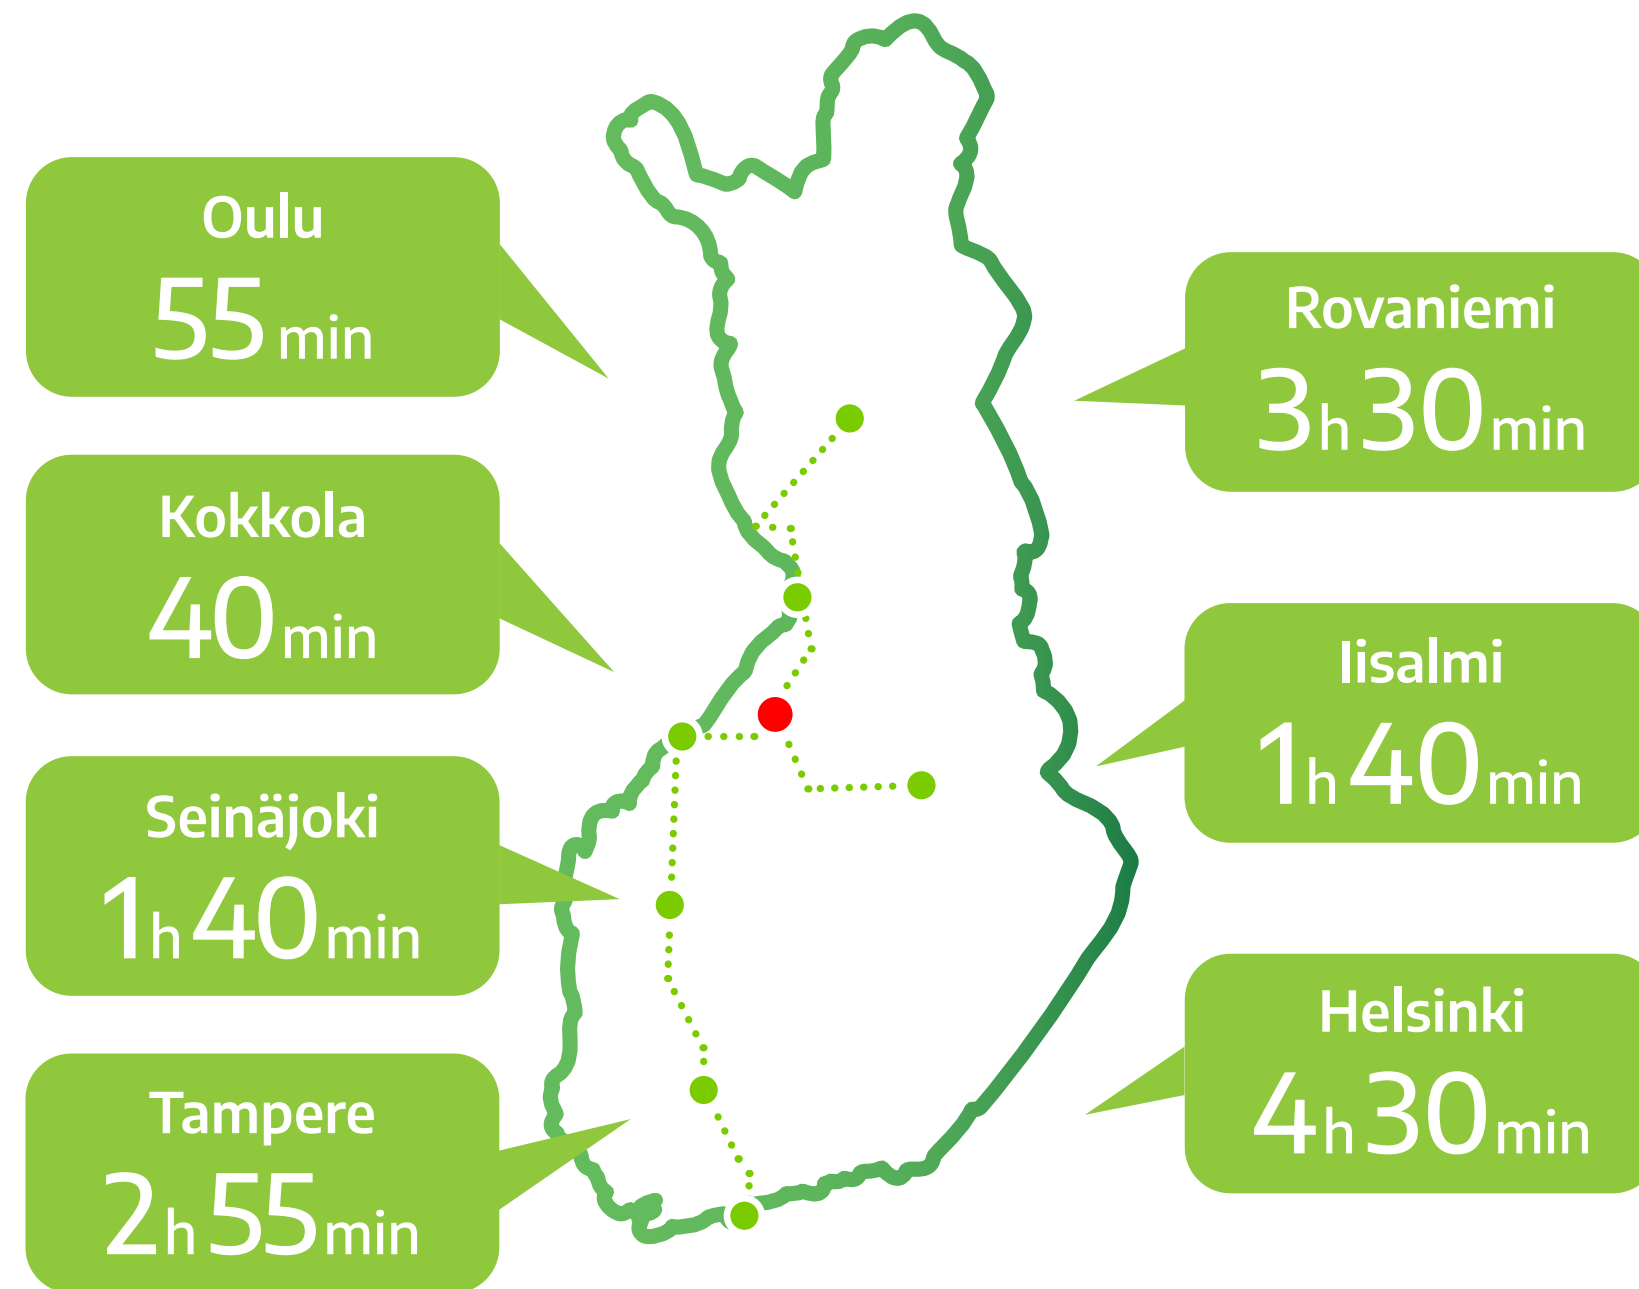 Oulu
55 min
Kokkola
40 min
Seinäjoki
1 h 40 min
Tampere
2 h 55 min
Rovaniemi
3 h 30 min
Iisalmi
1 h 40 min
Helsinki
4 h 30 min